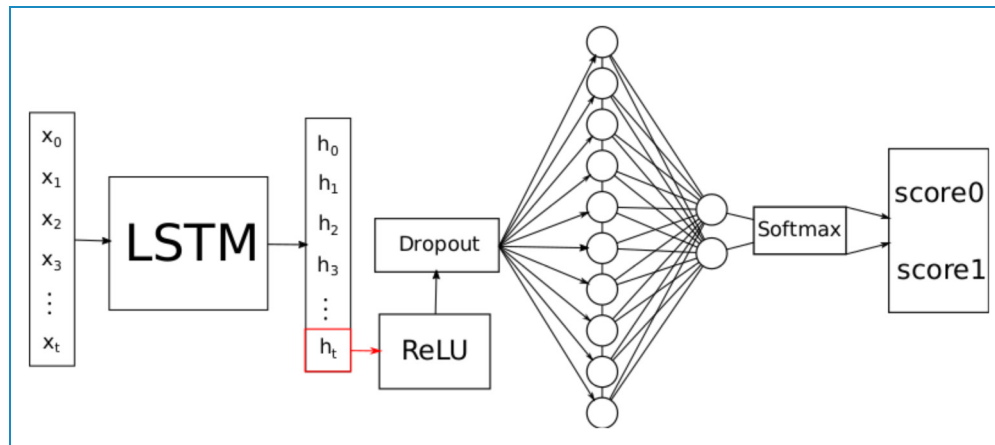 x₀
x₁
x₂
x₃
⋮
xₜ
LSTM
h₀
h₁
h₂
h₃
⋮
hₜ
ReLU
Dropout
Softmax
score0
score1